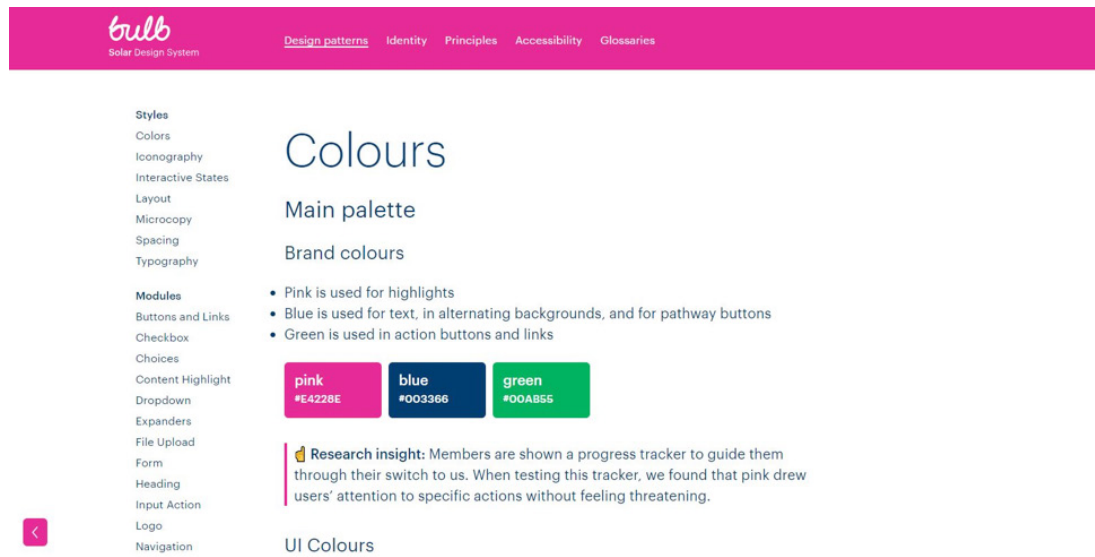 bulb
Solar Design System
Design patterns Identity Principles Accessibility Glossaries
Styles
Colors
Iconography
Interactive States
Layout
Microcopy
Spacing
Typography
Modules
Buttons and Links
Checkbox
Choices
Content Highlight
Dropdown
Expanders
File Upload
Form
Heading
Input Action
Logo
Navigation
Colours
Main palette
Brand colours
• Pink is used for highlights
• Blue is used for text, in alternating backgrounds, and for pathway buttons
• Green is used in action buttons and links
pink
#E4228E
blue
#003366
green
#00AB55
☝ Research insight: Members are shown a progress tracker to guide them
through their switch to us. When testing this tracker, we found that pink drew
users’ attention to specific actions without feeling threatening.
UI Colours